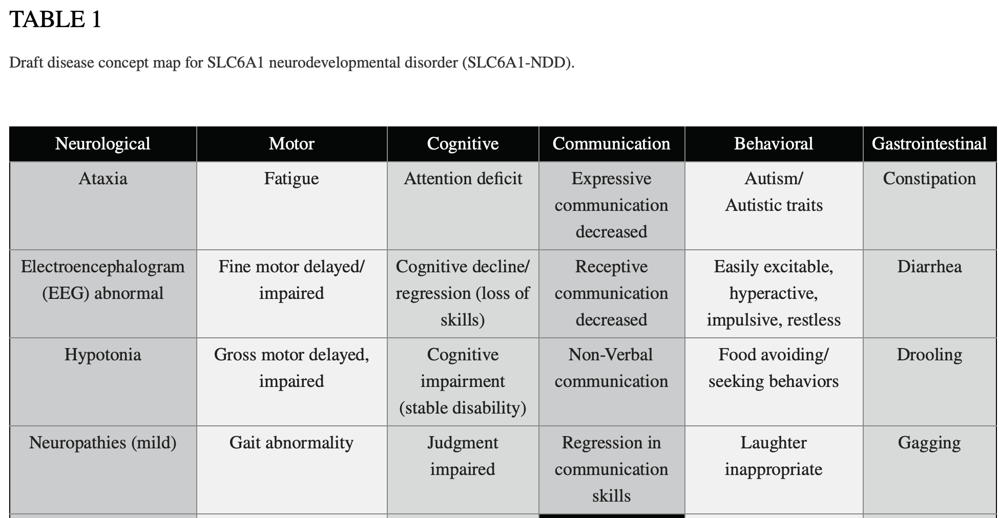 TABLE 1
Draft disease concept map for SLC6A1 neurodevelopmental disorder (SLC6A1-NDD).
Neurological Motor Cognitive Communication Behavioral Gastrointestinal
Ataxia Fatigue Attention deficit Expressive Autism/ Constipation
communication Autistic traits
decreased
Electroencephalogram Fine motor delayed/ Cognitive decline/ Receptive Easily excitable, Diarrhea
(EEG) abnormal impaired regression (loss of communication hyperactive,
skills) decreased impulsive, restless
Hypotonia Gross motor delayed, Cognitive Non-Verbal Food avoiding/ Drooling
impaired impairment communication seeking behaviors
(stable disability)
Neuropathies (mild) Gait abnormality Judgment Regression in Laughter Gagging
impaired communication inappropriate
skills